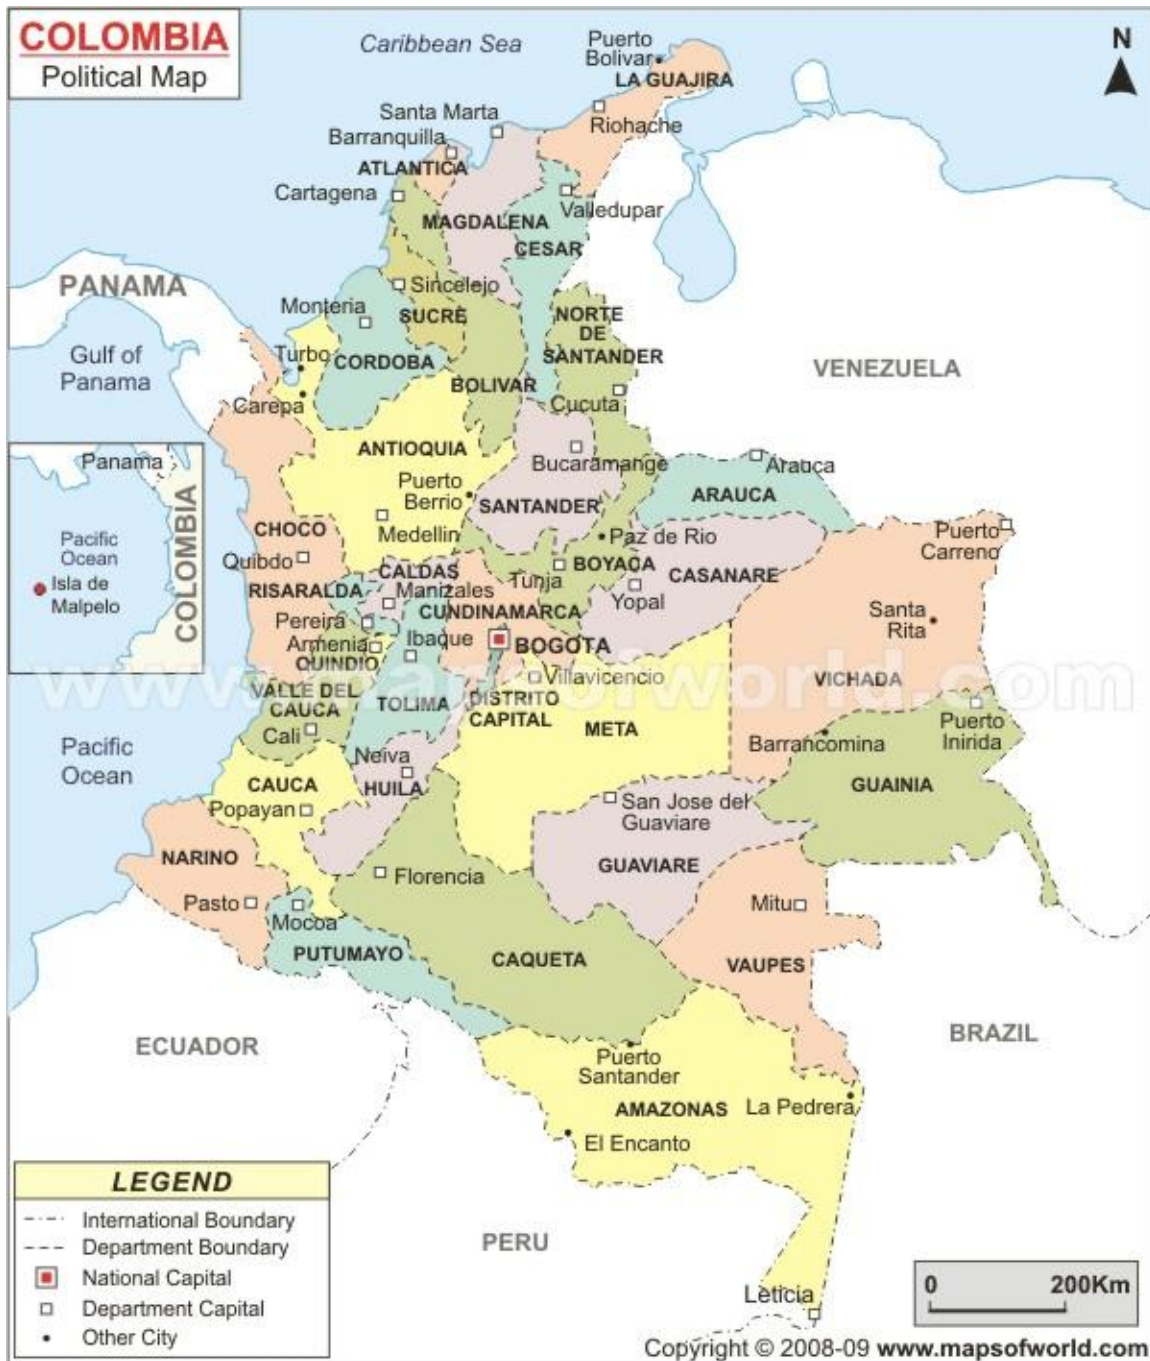 COLOMBIA
Political Map
Caribbean Sea
N
Puerto
Bolivar
LA GUAJIRA
Santa Marta
Riohache
Barranquilla
ATLANTICA
Cartagena
Valledupar
MAGDALENA
CESAR
PANAMA
Sincelejo
Monteria
SUCRE
NORTE
DE
SANTANDER
Gulf of
Panama
Turbo
CORDOBA
BOLIVAR
VENEZUELA
Carepa
Cucuta
ANTIOQUIA
Bucaramange
Arauca
Panama
COLOMBIA
Pacific
Ocean
Isla de
Malpelo
Puerto
Berrio
SANTANDER
ARAUCA
CHOCO
Medellin
Paz de Rio
Puerto
Carreno
Quibdo
CALDAS
Tunja
BOYACA
CASANARE
RISARALDA
Manizales
Yopal
CUNDINAMARCA
Santa
Rita
Pereira
Armenia
Ibaque
BOGOTA
QUINDIO
www.mapsofworld.com
Villavicencio
VICHADA
VALLE DEL
CAUCA
TOLIMA
DISTRITO
CAPITAL
META
Puerto
Inirida
Cali
Barrancomina
Pacific
Ocean
Neiva
CAUCA
HUILA
GUAINIA
Popayan
San Jose del
Guaviare
NARINO
GUAVIARE
Florencia
Pasto
Mocoa
Mitu
PUTUMAYO
CAQUETA
VAUPES
ECUADOR
BRAZIL
Puerto
Santander
AMAZONAS
La Pedrera
El Encanto
LEGEND
International Boundary
Department Boundary
National Capital
Department Capital
Other City
PERU
Leticia
0 200Km
Copyright © 2008-09 www.mapsofworld.com